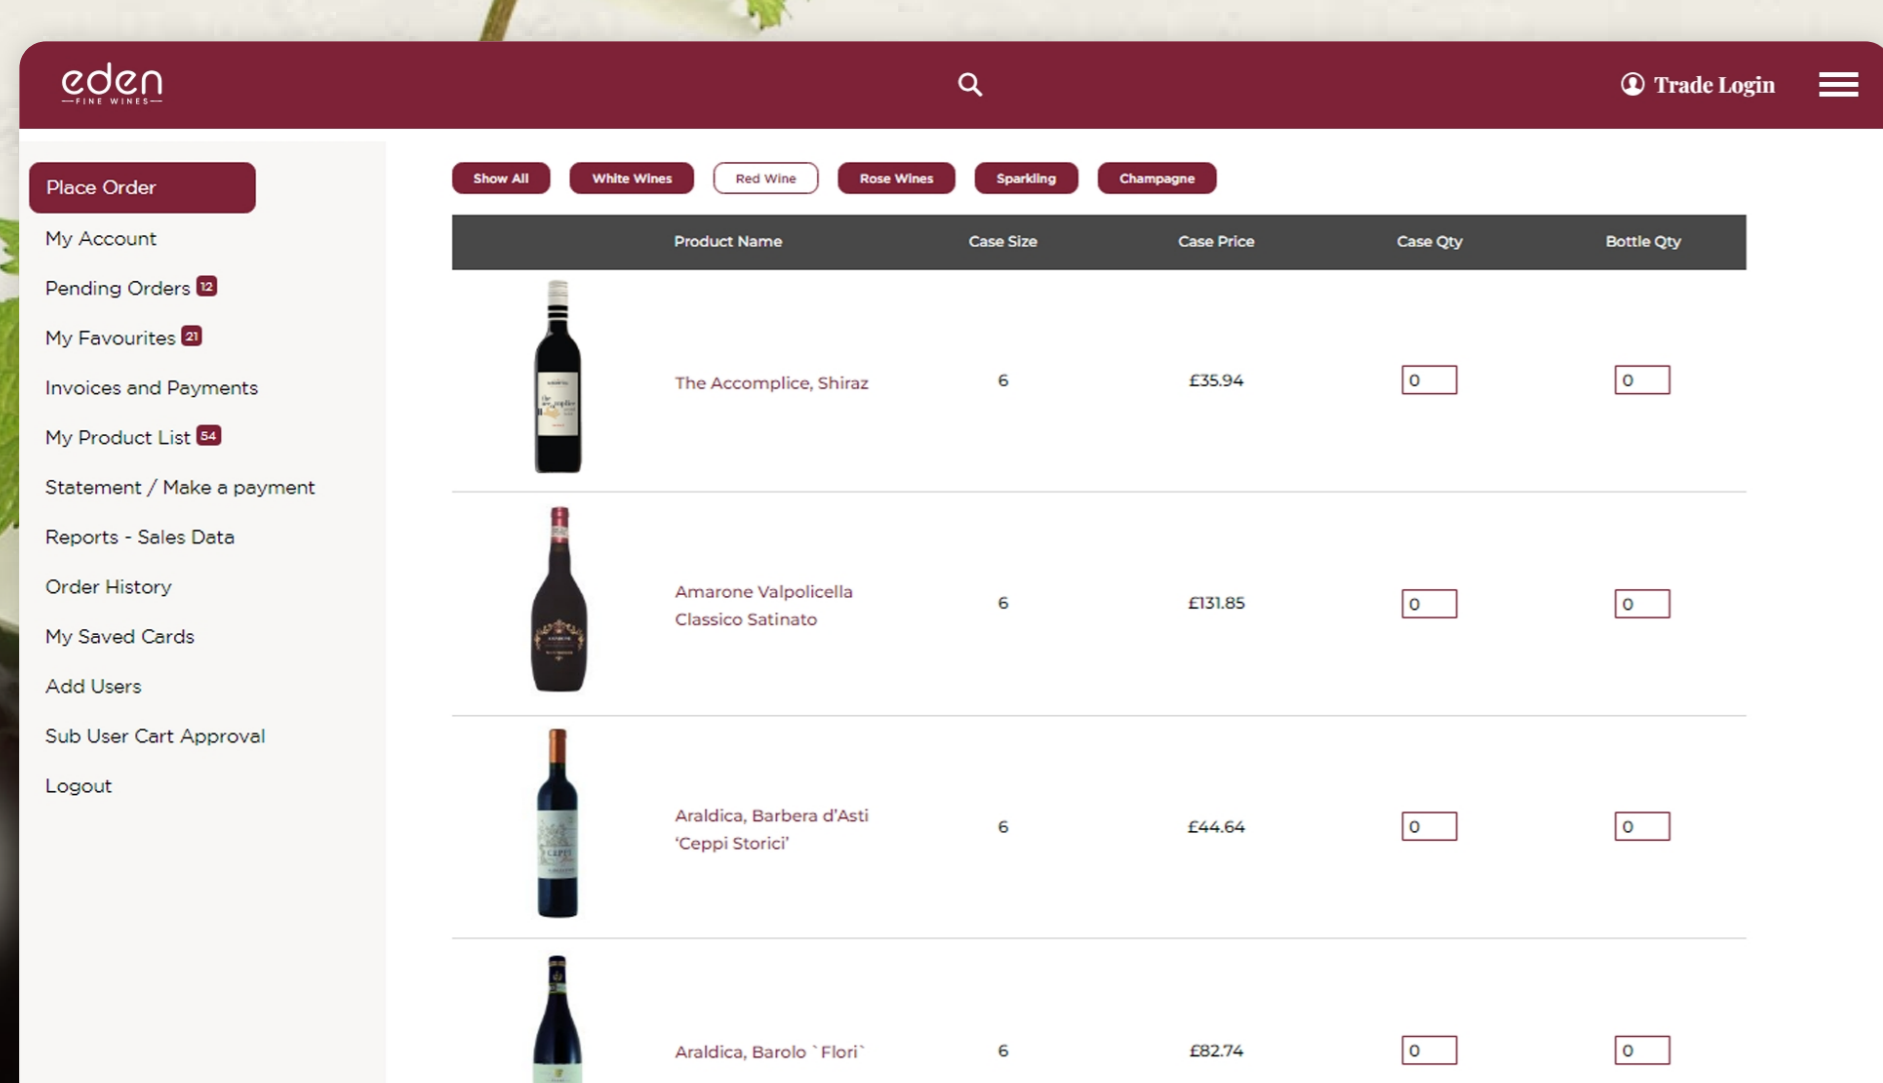 eden
FINE WINES
Trade Login
Place Order
My Account
Pending Orders 12
My Favourites 21
Invoices and Payments
My Product List 54
Statement / Make a payment
Reports - Sales Data
Order History
My Saved Cards
Add Users
Sub User Cart Approval
Logout
Show All White Wines Red Wine Rose Wines Sparkling Champagne
Product Name Case Size Case Price Case Qty Bottle Qty
the
The Accomplice, Shiraz 6 £35.94 0 0
Amarone Valpolicella
Classico Satinato
6 £131.85 0 0
Araldica, Barbera d'Asti
‘Ceppi Storici’
6 £44.64 0 0
CEPPI
Araldica, Barolo `Flori` 6 £82.74 0 0